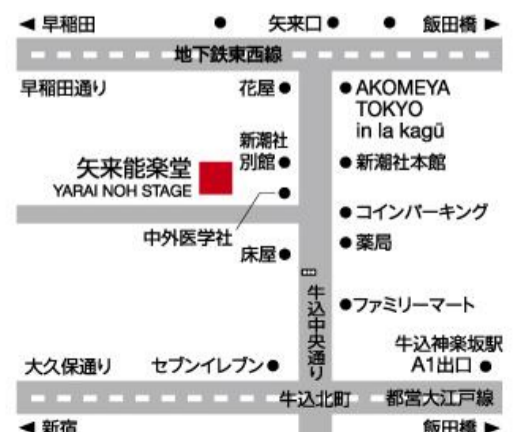 ◀ 早稲田
矢来口
飯田橋 ▶
地下鉄東西線
早稲田通り
花屋
AKOMEYA
TOKYO
in la kagū
新潮社
別館
新潮社本館
矢来能楽堂
YARAI NOH STAGE
コインパーキング
中外医学社
薬局
床屋
牛込中央通り
ファミリーマート
牛込神楽坂駅
A1出口
大久保通り
セブンイレブン
牛込北町
都営大江戸線
◀ 新宿
飯田橋 ▶